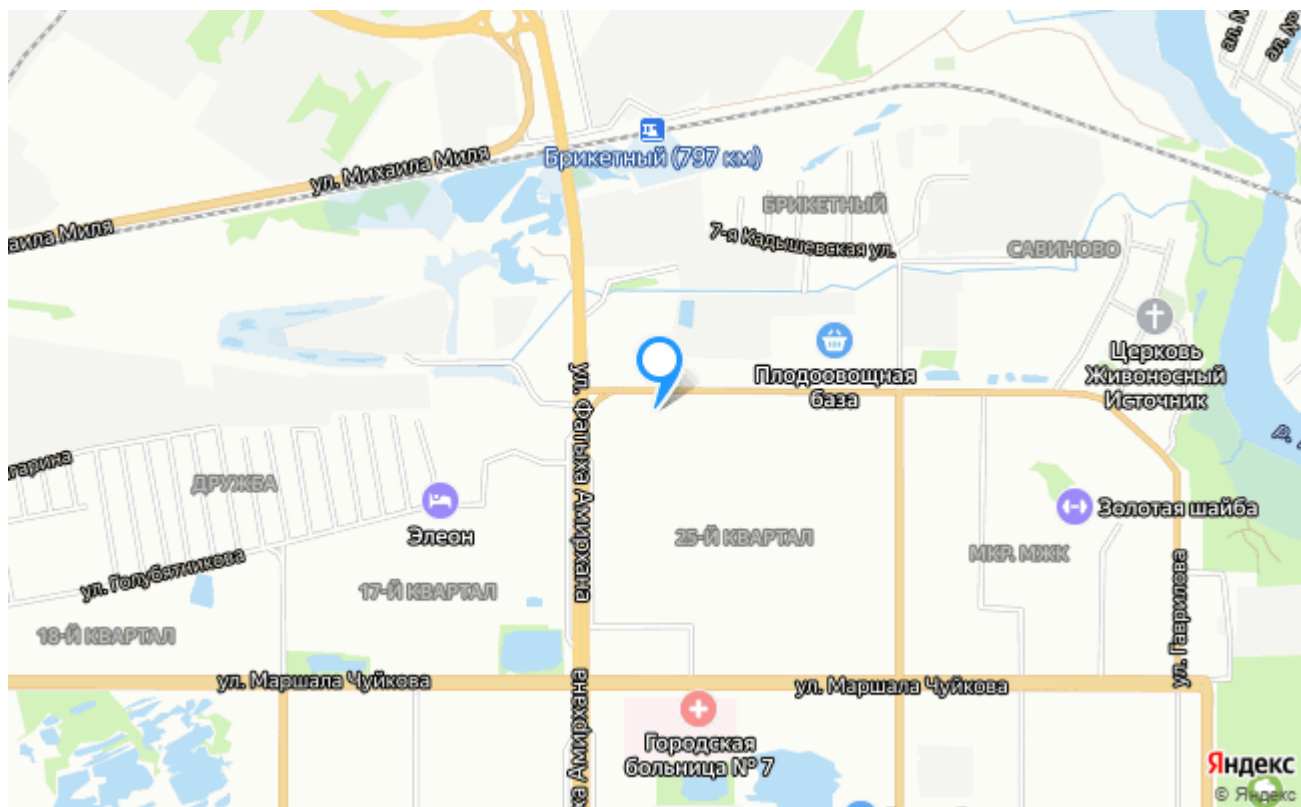 ул. Михаила Миля
Брикетный (797 км)
аила Миля
БРИКЕТНЫЙ
7-я Кадышевская ул.
САВИНОВО
Церковь
Живоносный
Источник
Плодоовощная
база
ул. Фатыха Амирхана
гарина
ДРУЖБА
Элеон
Золотая шайба
25-Й КВАРТАЛ
МКР. МЖК
ул. Голубятникова
17-Й КВАРТАЛ
18-Й КВАРТАЛ
ул. Гаврилова
ул. Маршала Чуйкова
ул. Маршала Чуйкова
х Амирхана
Городская
больница № 7
Яндекс
© Яндекс